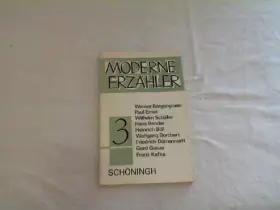 MODERNE
ERZÄHLER
3
Werner Bergengruen
Paul Ernst
Wilhelm Schäfer
Hans Bender
Heinrich Böll
Wolfgang Borchert
Friedrich Dürrenmatt
Gerd Gaiser
Franz Kafka
SCHÖNINGH